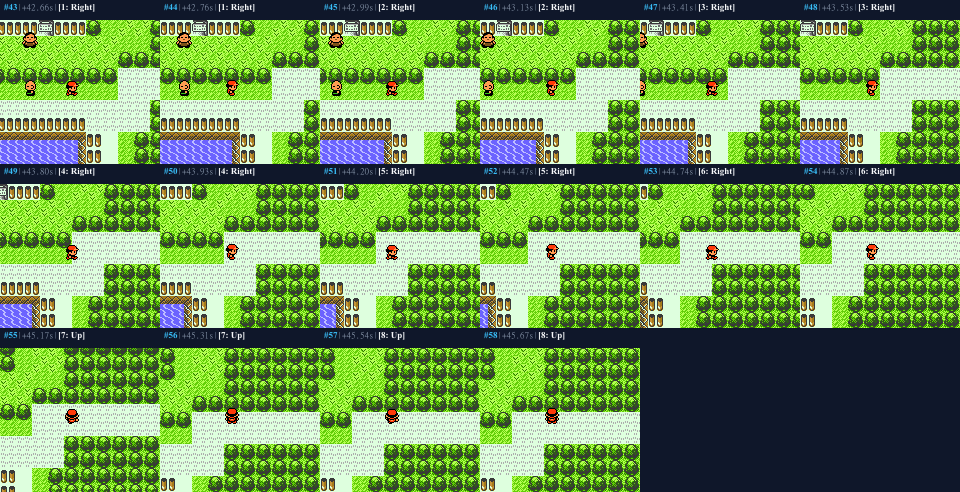 #43|+42.66s|[1: Right]
#44|+42.76s|[1: Right]
#45|+42.99s|[2: Right]
#46|+43.13s|[2: Right]
#47|+43.41s|[3: Right]
#48|+43.53s|[3: Right]
#49|+43.80s|[4: Right]
#50|+43.93s|[4: Right]
#51|+44.20s|[5: Right]
#52|+44.47s|[5: Right]
#53|+44.74s|[6: Right]
#54|+44.87s|[6: Right]
#55|+45.17s|[7: Up]
#56|+45.31s|[7: Up]
#57|+45.54s|[8: Up]
#58|+45.67s|[8: Up]